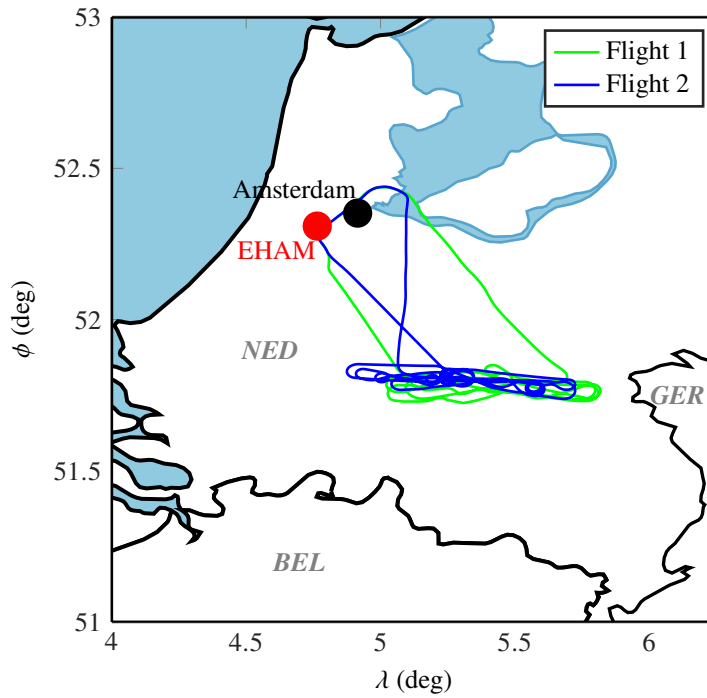 53
Flight 1
Flight 2
52.5
Amsterdam
EHAM
ϕ (deg)
52
NED
GER
51.5
BEL
51
4
4.5
5
5.5
6
λ (deg)